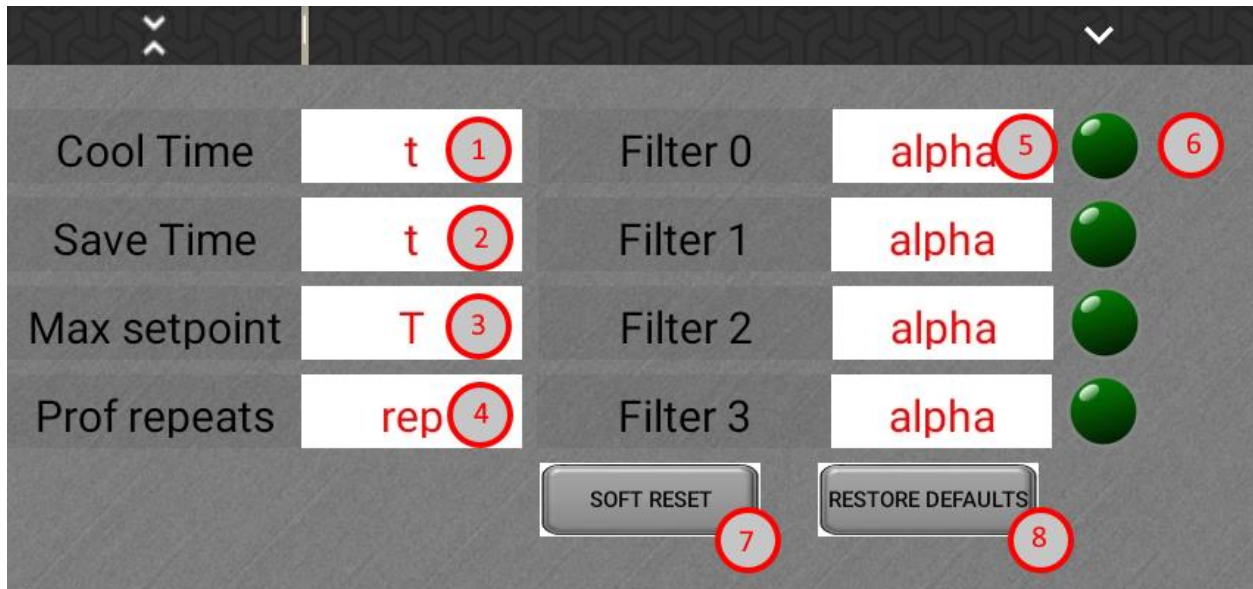 Cool Time t 1 Filter 0 alpha 5 6
Save Time t 2 Filter 1 alpha
Max setpoint T 3 Filter 2 alpha
Prof repeats rep 4 Filter 3 alpha
SOFT RESET RESTORE DEFAULTS
7 8